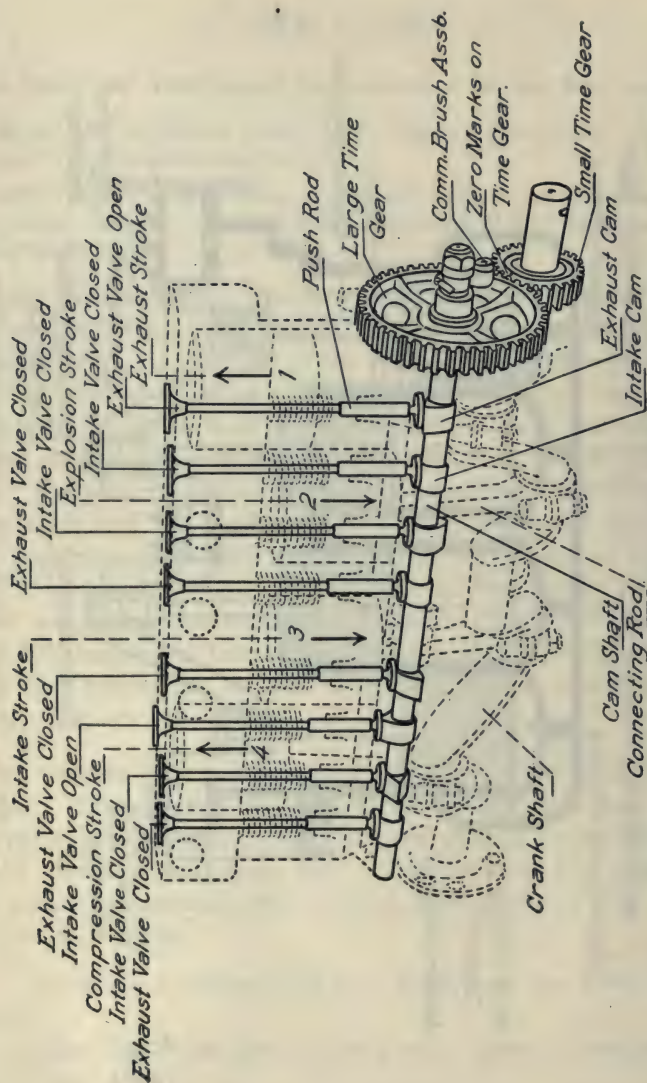 Exhaust Valve Closed
Intake Valve Closed
Explosion Stroke
Intake Valve Closed
Exhaust Valve Open
Exhaust Stroke
Intake Stroke
Exhaust Valve Closed
Intake Valve Open
Compression Stroke
Intake Valve Closed
Exhaust Valve Closed
Push Rod
Large Time
Gear
Comm. Brush Assb.
Zero Marks on
Time Gear.
Small Time Gear
1
2
3
4
Exhaust Cam
Intake Cam
Cam Shaft
Connecting Rod
Crank Shaft